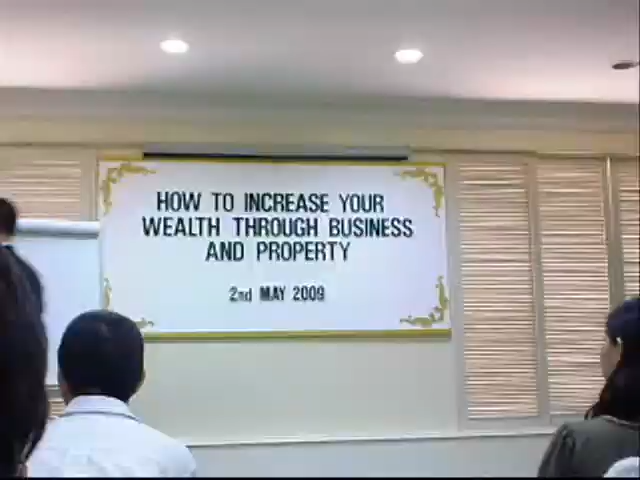 HOW TO INCREASE YOUR
WEALTH THROUGH BUSINESS
AND PROPERTY
2nd MAY 2009